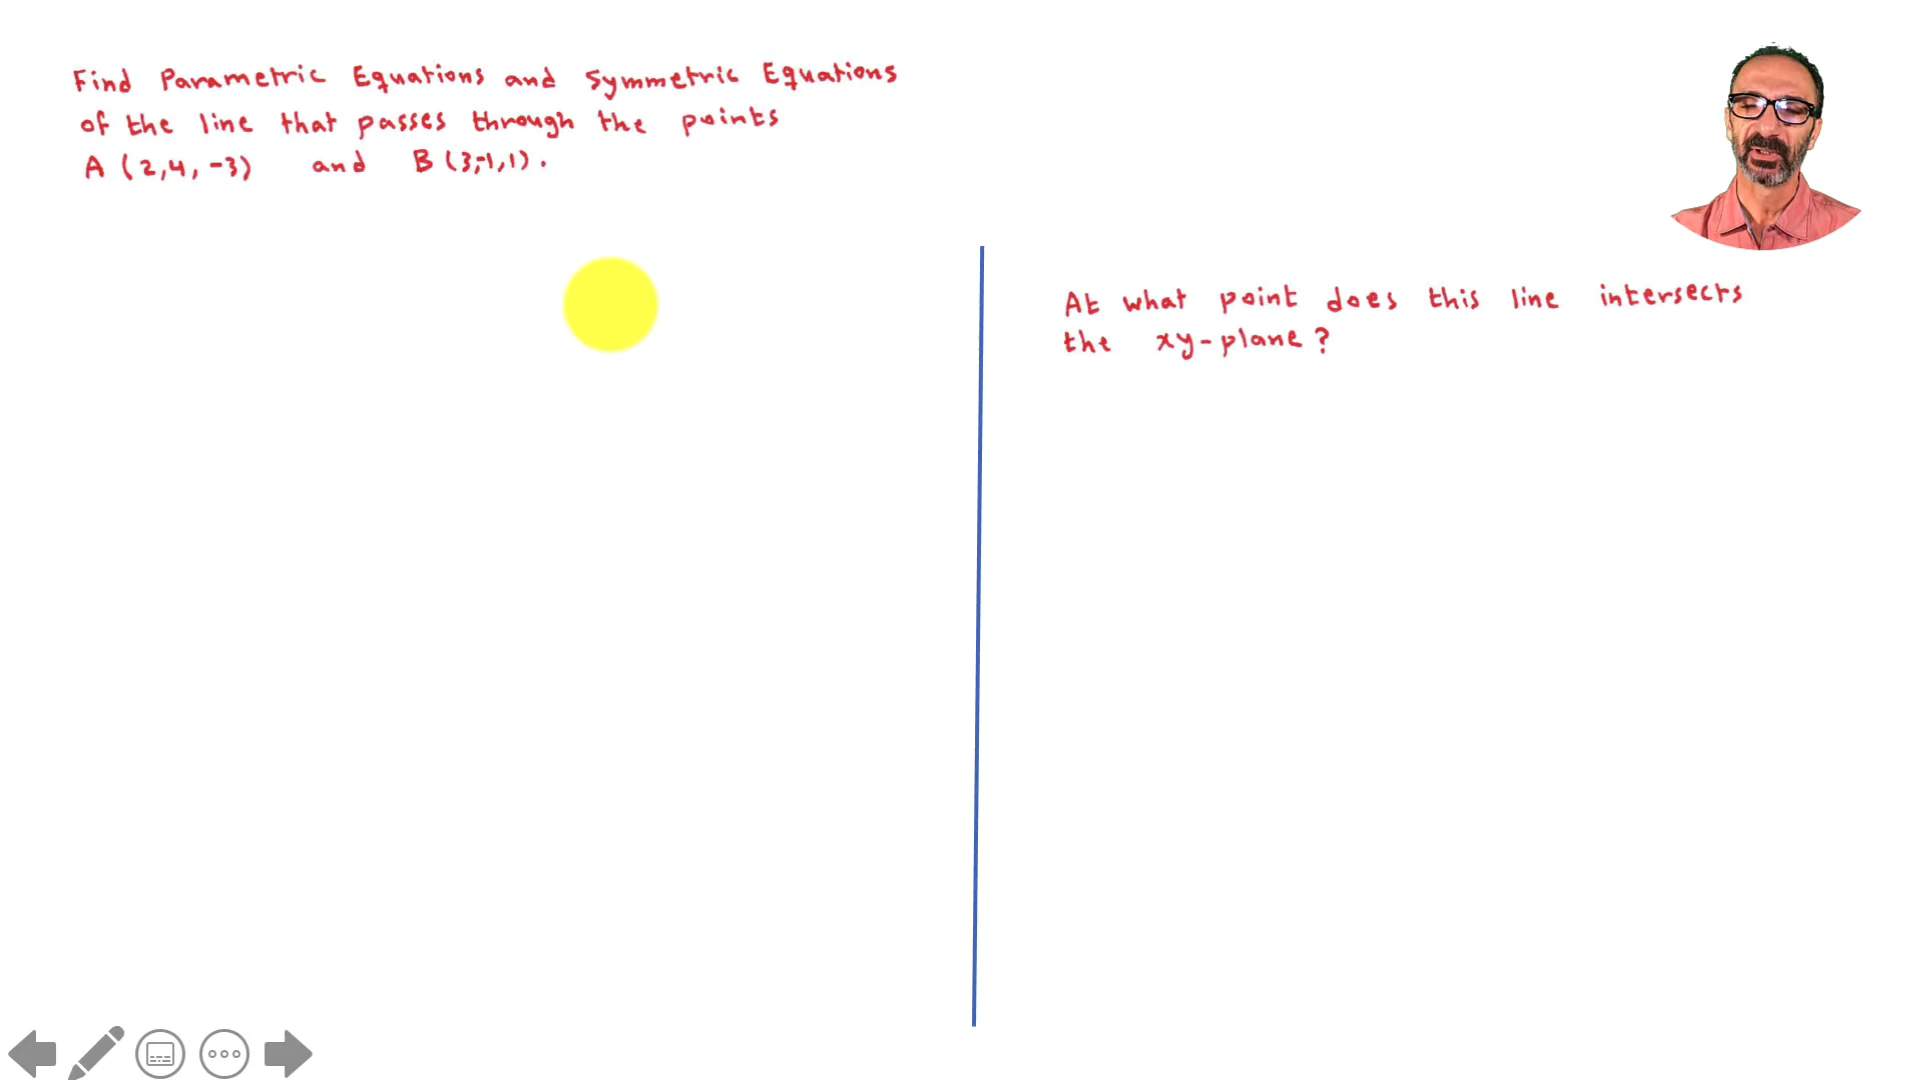 Find Parametric Equations and Symmetric Equations
of the line that passes through the points
A (2,4,-3) and B (3,-1,1).
At what point does this line intersects
the xy-plane?